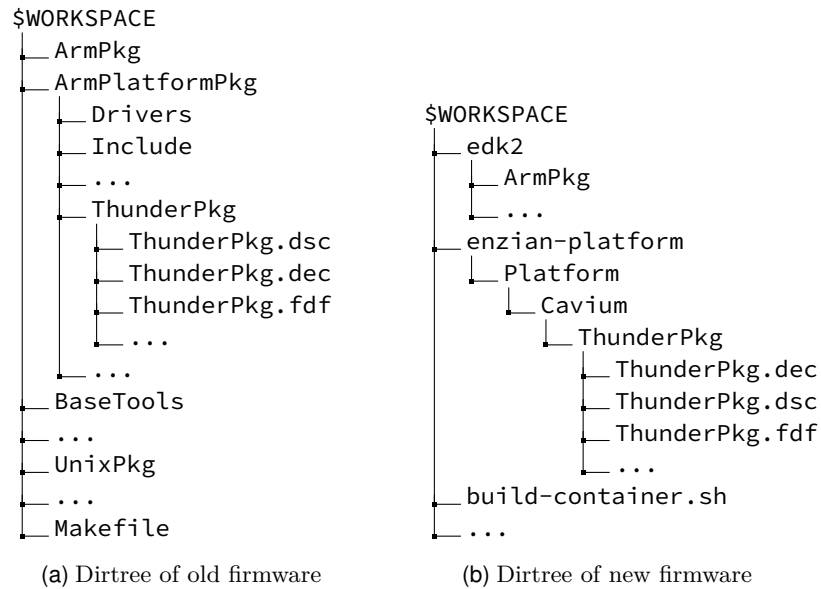 $WORKSPACE
ArmPkg
ArmPlatformPkg
Drivers
Include
...
ThunderPkg
ThunderPkg.dsc
ThunderPkg.dec
ThunderPkg.fdf
...
...
BaseTools
...
UnixPkg
...
Makefile
(a) Dirtree of old firmware
$WORKSPACE
edk2
ArmPkg
...
enzian-platform
Platform
Cavium
ThunderPkg
ThunderPkg.dec
ThunderPkg.dsc
ThunderPkg.fdf
...
build-container.sh
...
(b) Dirtree of new firmware